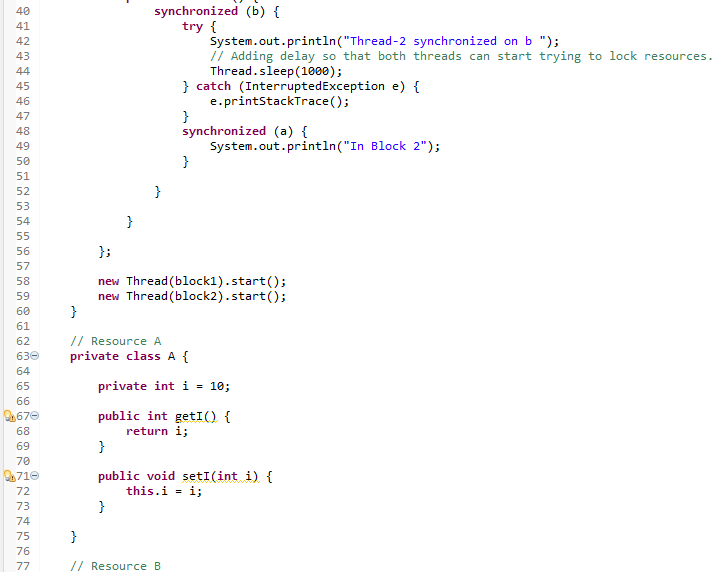 40 synchronized (b) {
41 try {
42 System.out.println("Thread-2 synchronized on b ");
43 // Adding delay so that both threads can start trying to lock resources.
44 Thread.sleep(1000);
45 } catch (InterruptedException e) {
46 e.printStackTrace();
47 }
48 synchronized (a) {
49 System.out.println("In Block 2");
50 }
51
52 }
53
54 }
55
56 };
57
58 new Thread(block1).start();
59 new Thread(block2).start();
60 }
61
62 // Resource A
63 private class A {
64
65 private int i = 10;
66
67 public int getI() {
68 return i;
69 }
70
71 public void setI(int i) {
72 this.i = i;
73 }
74
75 }
76
77 // Resource B